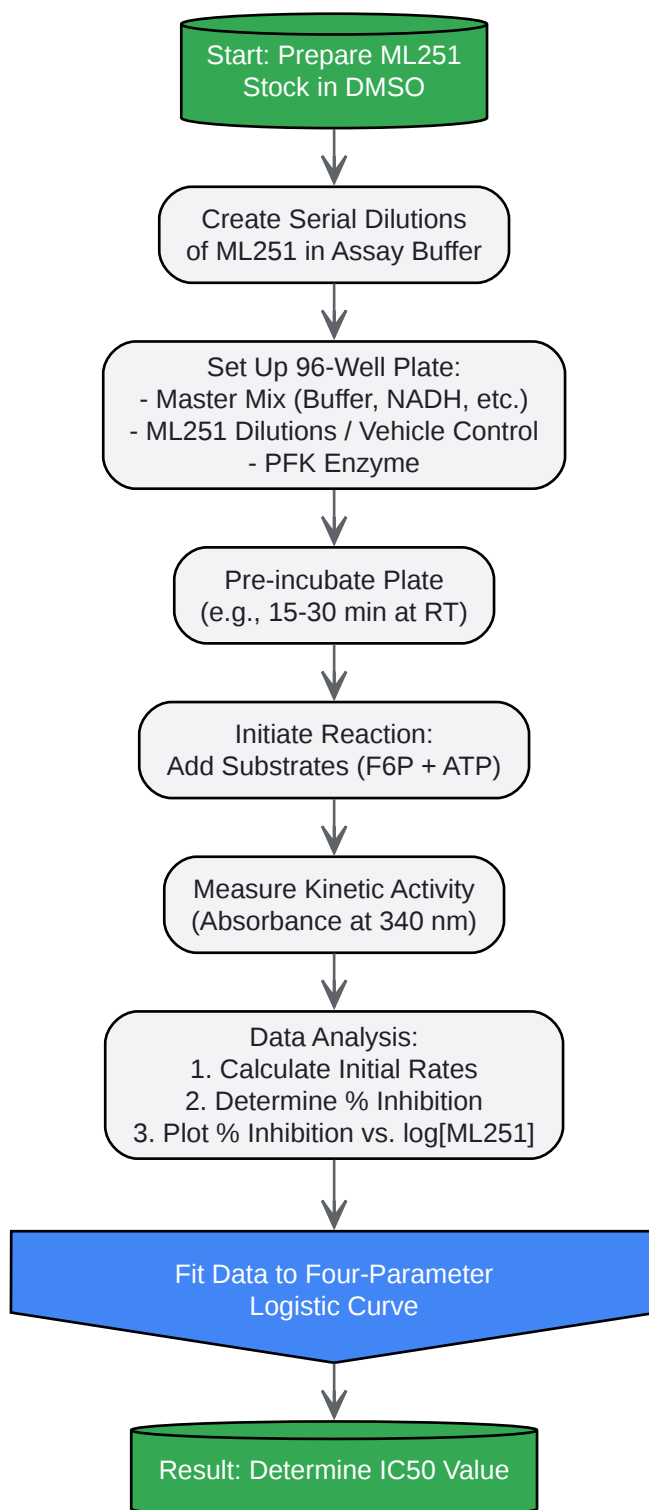 Start: Prepare ML251
Stock in DMSO
Create Serial Dilutions
of ML251 in Assay Buffer
Set Up 96-Well Plate:
- Master Mix (Buffer, NADH, etc.)
- ML251 Dilutions / Vehicle Control
- PFK Enzyme
Pre-incubate Plate
(e.g., 15-30 min at RT)
Initiate Reaction:
Add Substrates (F6P + ATP)
Measure Kinetic Activity
(Absorbance at 340 nm)
Data Analysis:
1. Calculate Initial Rates
2. Determine % Inhibition
3. Plot % Inhibition vs. log[ML251]
Fit Data to Four-Parameter
Logistic Curve
Result: Determine IC50 Value